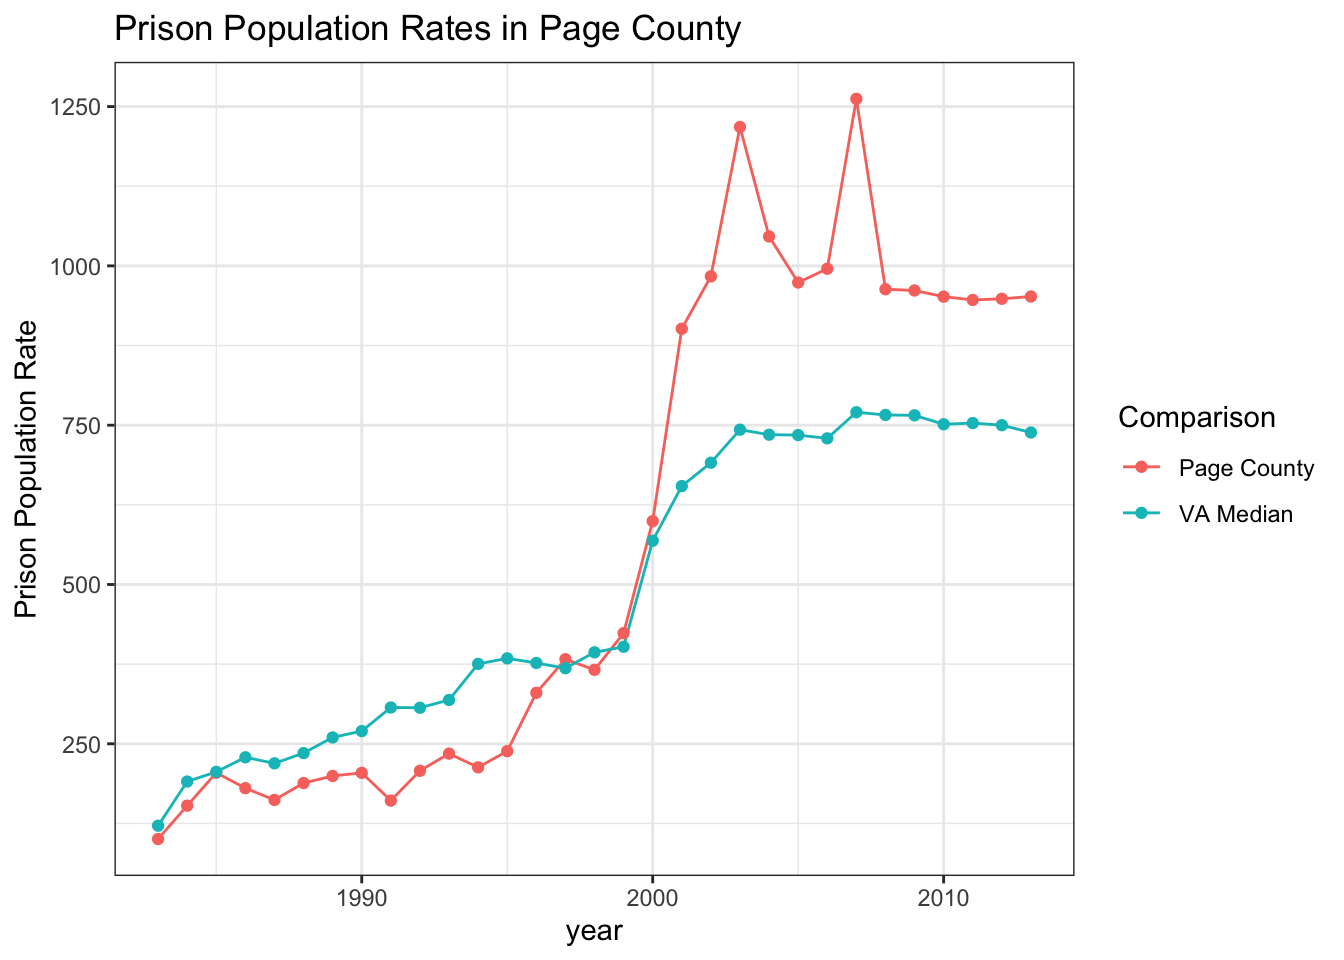 Prison Population Rates in Page County
1250
1000
750
500
250
Prison Population Rate
1990
2000
2010
year
Comparison
Page County
VA Median